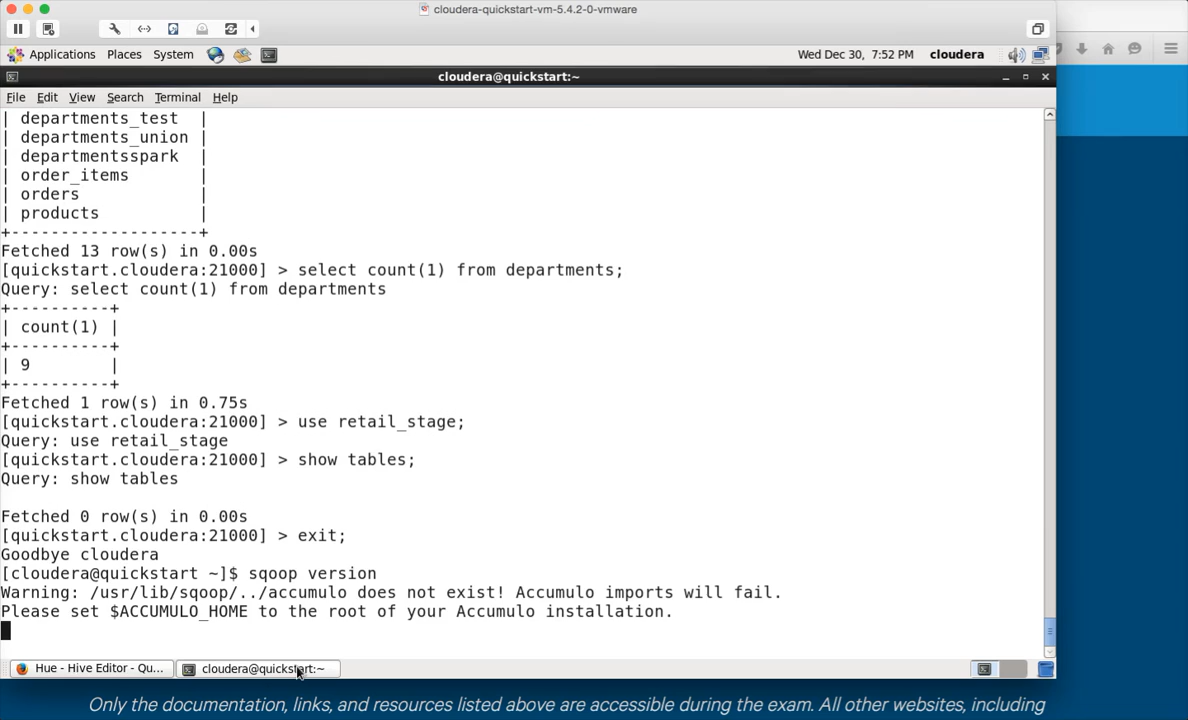 cloudera-quickstart-vm-5.4.2-0-vmware
Applications Places System Wed Dec 30, 7:52 PM cloudera
cloudera@quickstart:~
File Edit View Search Terminal Help
| departments_test  |
| departments_union |
| departmentsspark  |
| order_items       |
| orders            |
| products          |
+-------------------+
Fetched 13 row(s) in 0.00s
[quickstart.cloudera:21000] > select count(1) from departments;
Query: select count(1) from departments
+----------+
| count(1) |
+----------+
| 9        |
+----------+
Fetched 1 row(s) in 0.75s
[quickstart.cloudera:21000] > use retail_stage;
Query: use retail_stage
[quickstart.cloudera:21000] > show tables;
Query: show tables
Fetched 0 row(s) in 0.00s
[quickstart.cloudera:21000] > exit;
Goodbye cloudera
[cloudera@quickstart ~]$ sqoop version
Warning: /usr/lib/sqoop/../accumulo does not exist! Accumulo imports will fail.
Please set $ACCUMULO_HOME to the root of your Accumulo installation.
Hue - Hive Editor - Qu... cloudera@quickstart:~
Only the documentation, links, and resources listed above are accessible during the exam. All other websites, including